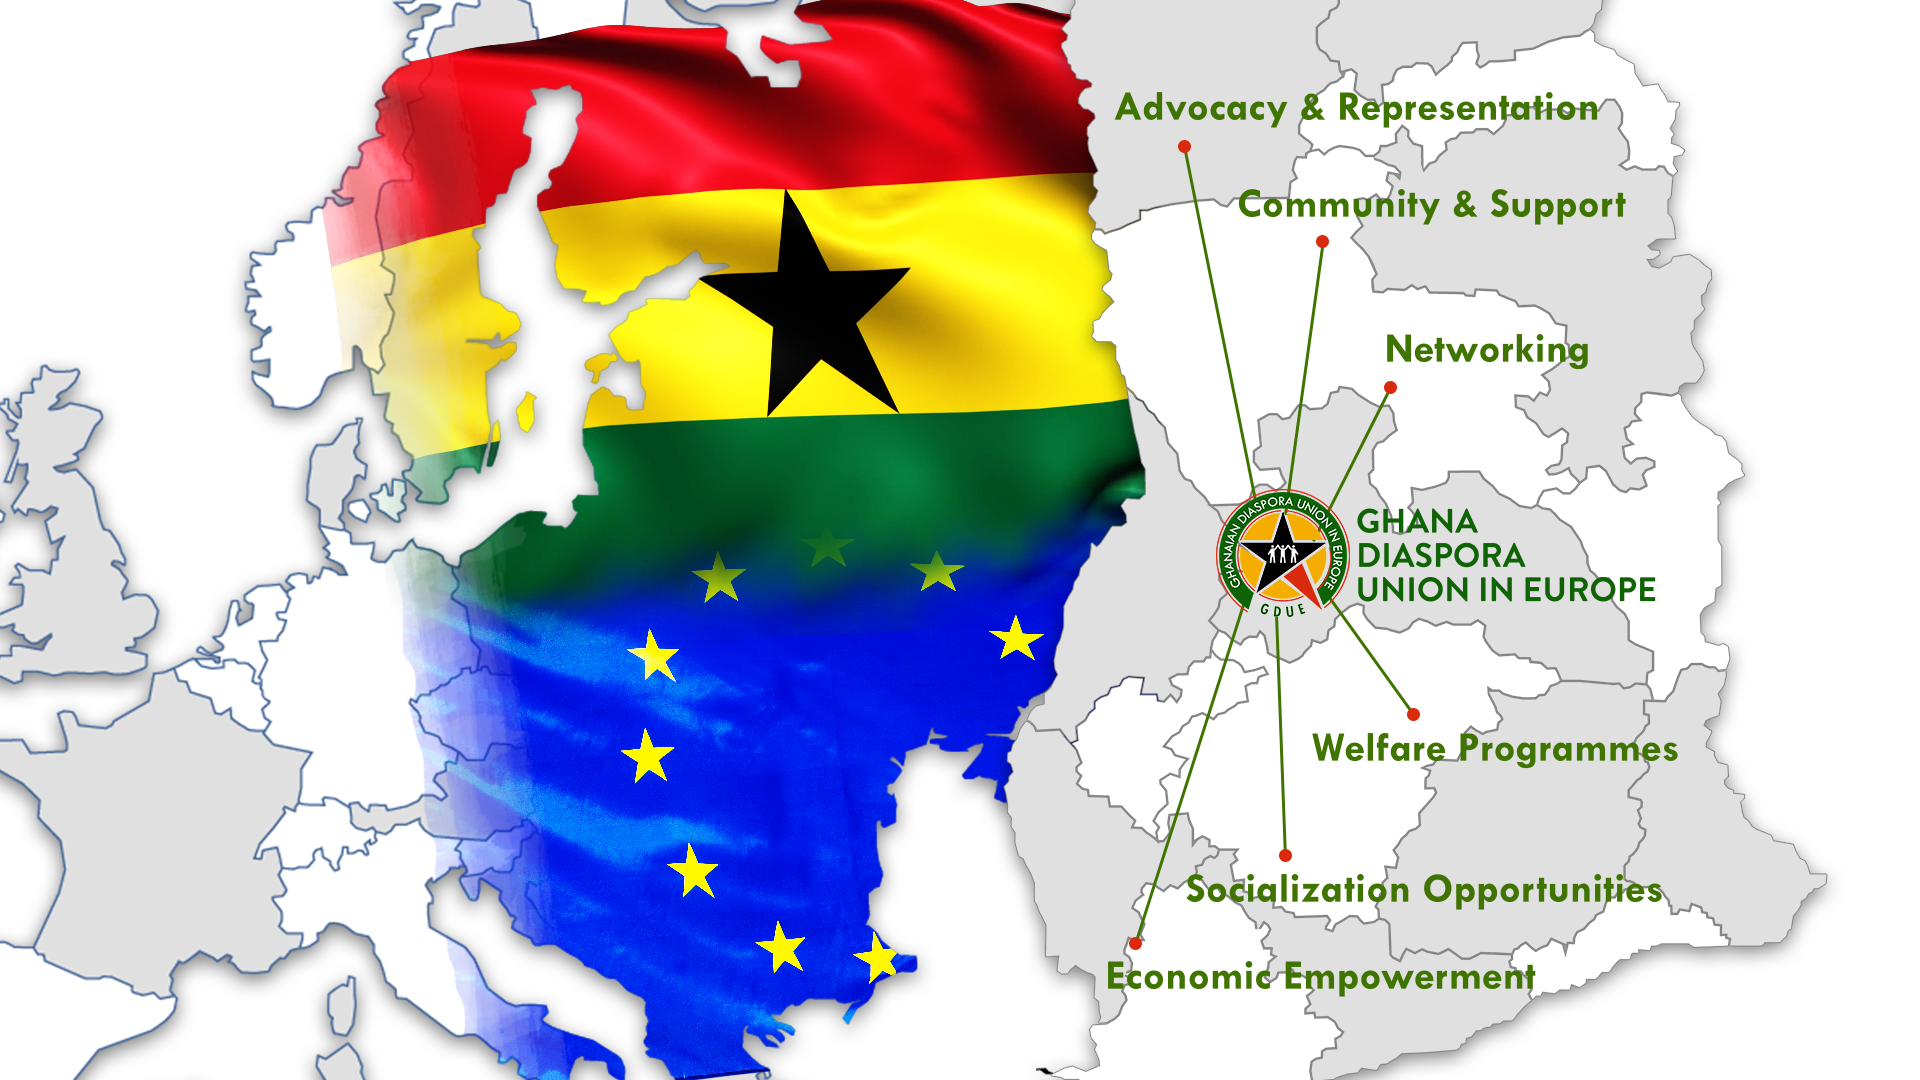 Advocacy & Representation
Community & Support
Networking
GHANAIAN DIASPORA UNION IN EUROPE
GDUE
GHANA
DIASPORA
UNION IN EUROPE
Welfare Programmes
Socialization Opportunities
Economic Empowerment